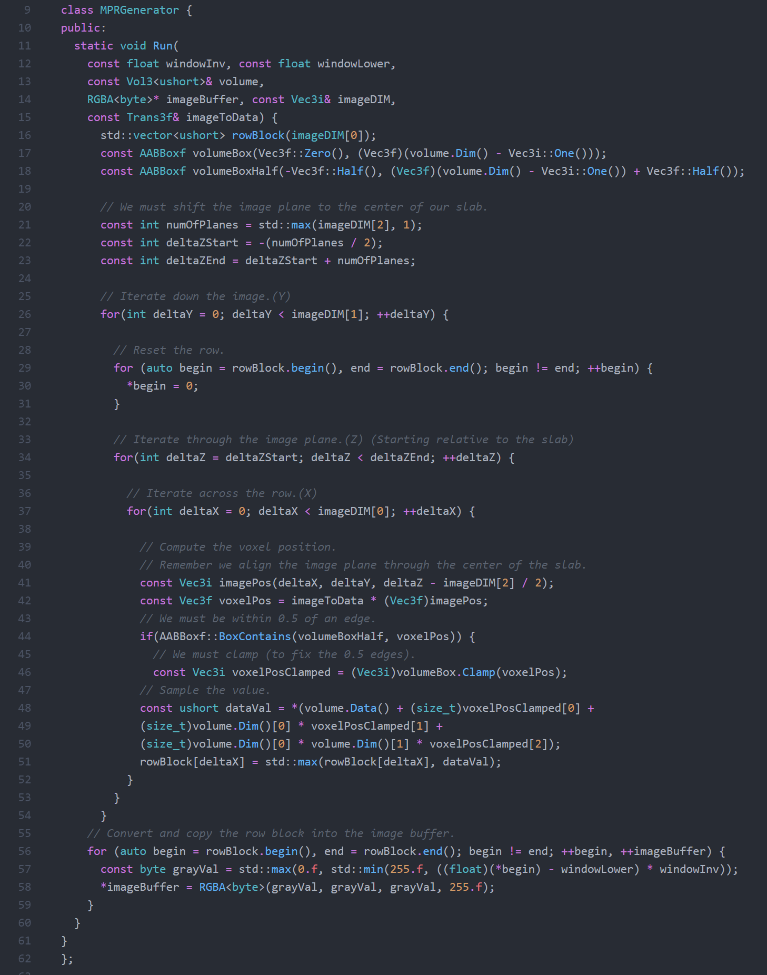 9 class MPRGenerator {
10 public:
11 static void Run(
12 const float windowInv, const float windowLower,
13 const Vol3<ushort>& volume,
14 RGBA<byte>* imageBuffer, const Vec3i& imageDIM,
15 const Trans3f& imageToData) {
16 std::vector<ushort> rowBlock(imageDIM[0]);
17 const AABBoxf volumeBox(Vec3f::Zero(), (Vec3f)(volume.Dim() - Vec3i::One()));
18 const AABBoxf volumeBoxHalf(-Vec3f::Half(), (Vec3f)(volume.Dim() - Vec3i::One()) + Vec3f::Half());
19
20 // We must shift the image plane to the center of our slab.
21 const int numOfPlanes = std::max(imageDIM[2], 1);
22 const int deltaZStart = -(numOfPlanes / 2);
23 const int deltaZEnd = deltaZStart + numOfPlanes;
24
25 // Iterate down the image.(Y)
26 for(int deltaY = 0; deltaY < imageDIM[1]; ++deltaY) {
27
28 // Reset the row.
29 for (auto begin = rowBlock.begin(), end = rowBlock.end(); begin != end; ++begin) {
30 *begin = 0;
31 }
32
33 // Iterate through the image plane.(Z) (Starting relative to the slab)
34 for(int deltaZ = deltaZStart; deltaZ < deltaZEnd; ++deltaZ) {
35
36 // Iterate across the row.(X)
37 for(int deltaX = 0; deltaX < imageDIM[0]; ++deltaX) {
38
39 // Compute the voxel position.
40 // Remember we align the image plane through the center of the slab.
41 const Vec3i imagePos(deltaX, deltaY, deltaZ - imageDIM[2] / 2);
42 const Vec3f voxelPos = imageToData * (Vec3f)imagePos;
43 // We must be within 0.5 of an edge.
44 if(AABBoxf::BoxContains(volumeBoxHalf, voxelPos)) {
45 // We must clamp (to fix the 0.5 edges).
46 const Vec3i voxelPosClamped = (Vec3i)volumeBox.Clamp(voxelPos);
47 // Sample the value.
48 const ushort dataVal = *(volume.Data() + (size_t)voxelPosClamped[0] +
49 (size_t)volume.Dim()[0] * voxelPosClamped[1] +
50 (size_t)volume.Dim()[0] * volume.Dim()[1] * voxelPosClamped[2]);
51 rowBlock[deltaX] = std::max(rowBlock[deltaX], dataVal);
52 }
53 }
54 }
55 // Convert and copy the row block into the image buffer.
56 for (auto begin = rowBlock.begin(), end = rowBlock.end(); begin != end; ++begin, ++imageBuffer) {
57 const byte grayVal = std::max(0.f, std::min(255.f, ((float)(*begin) - windowLower) * windowInv));
58 *imageBuffer = RGBA<byte>(grayVal, grayVal, grayVal, 255.f);
59 }
60 }
61 }
62 };